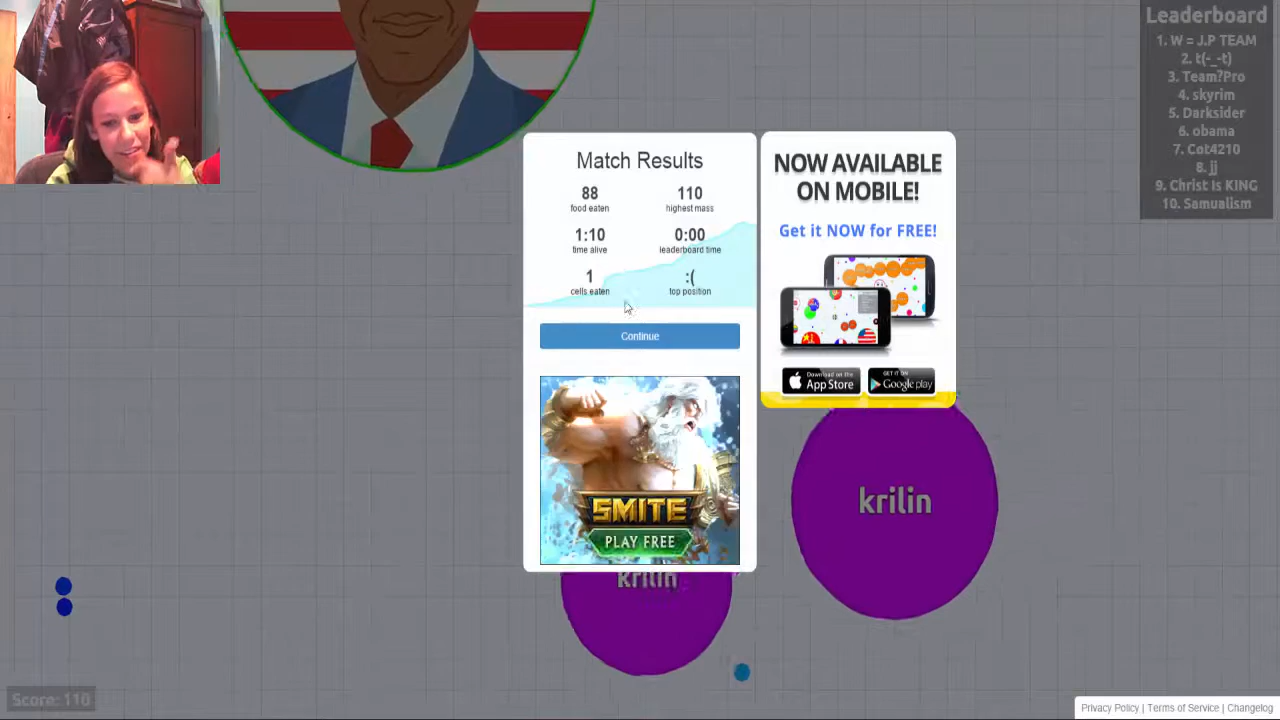 Leaderboard
1. W = J.P TEAM
2. t(-_-t)
3. Team?Pro
4. skyrim
5. Darksider
6. obama
7. Cat4210
8. jj
9. Christ Is KING
10. Samualism
Match Results
88
food eaten
110
highest mass
1:10
time alive
0:00
leaderboard time
1
cells eaten
:(
top position
Continue
SMITE
PLAY FREE
NOW AVAILABLE
ON MOBILE!
Get it NOW for FREE!
Download on the
App Store
GET IT ON
Google play
krilin
krilin
Score: 110
Privacy Policy | Terms of Service | Changelog